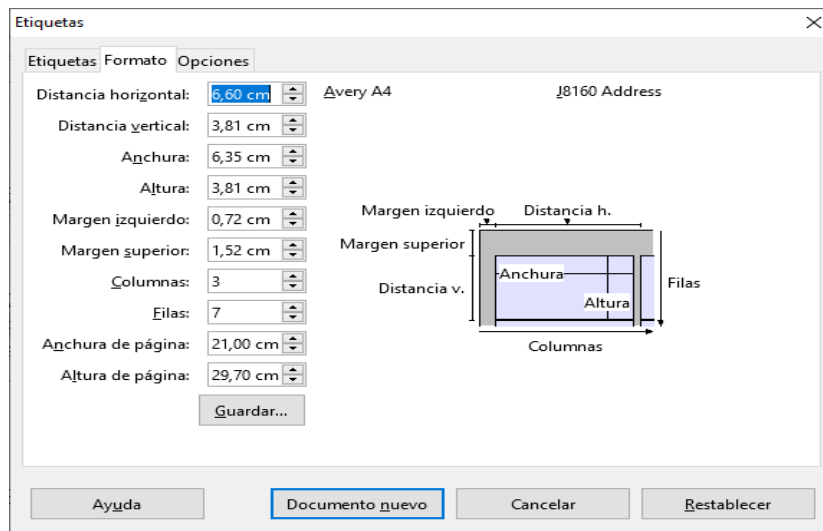 Etiquetas
Etiquetas Formato Opciones
Distancia horizontal: 6,60 cm Avery A4 J8160 Address
Distancia vertical: 3,81 cm
Anchura: 6,35 cm
Altura: 3,81 cm
Margen izquierdo: 0,72 cm
Margen superior: 1,52 cm
Columnas: 3
Filas: 7
Anchura de página: 21,00 cm
Altura de página: 29,70 cm
Guardar...
Margen izquierdo Distancia h.
Margen superior
Anchura
Distancia v. Filas
Altura
Columnas
Ayuda Documento nuevo Cancelar Restablecer